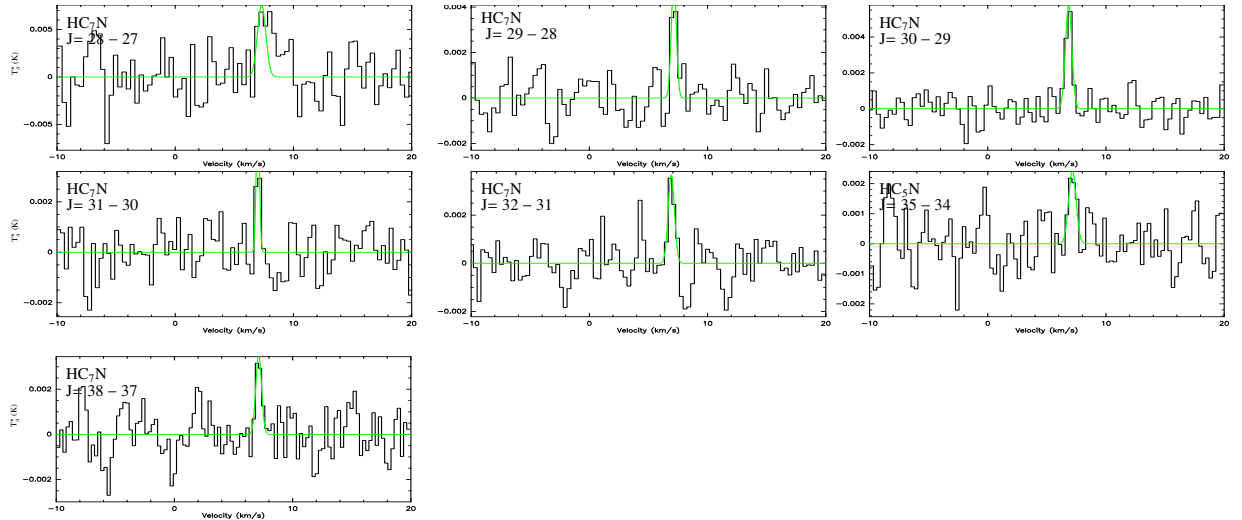 HC₇N
J= 28 – 27
0.005
0
−0.005
T*A (K)
−10 0 10 20
Velocity (km/s)
HC₇N
J= 29 – 28
0.004
0.002
0
−0.002
−10 0 10 20
Velocity (km/s)
HC₇N
J= 30 – 29
0.004
0.002
0
−0.002
−10 0 10 20
Velocity (km/s)
HC₇N
J= 31 – 30
0.002
0
−0.002
T*A (K)
−10 0 10 20
Velocity (km/s)
HC₇N
J= 32 – 31
0.002
0
−0.002
−10 0 10 20
Velocity (km/s)
HC₅N
J= 35 – 34
0.002
0.001
0
−0.001
−0.002
−10 0 10 20
Velocity (km/s)
HC₇N
J= 38 – 37
0.002
0
−0.002
T*A (K)
−10 0 10 20
Velocity (km/s)